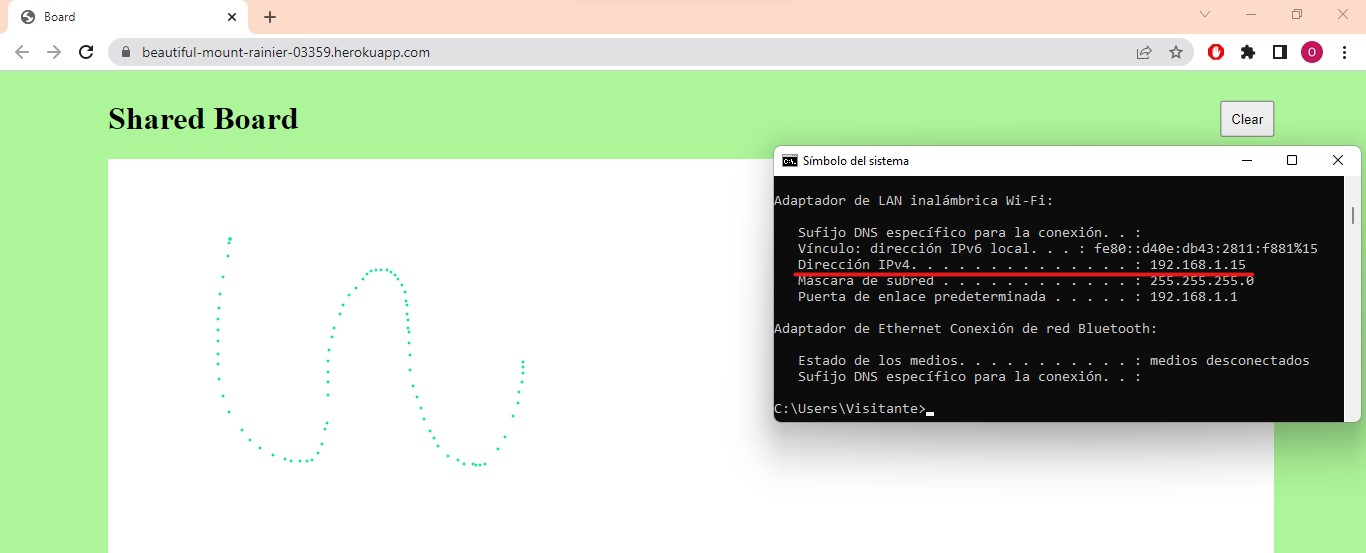 Board
beautiful-mount-rainier-03359.herokuapp.com
O
Shared Board
Clear
Símbolo del sistema
Adaptador de LAN inalámbrica Wi-Fi:
Sufijo DNS específico para la conexión. . :
Vínculo: dirección IPv6 local. . . : fe80::d40e:db43:2811:f881%15
Dirección IPv4. . . . . . . . . . . . . . : 192.168.1.15
Máscara de subred . . . . . . . . . . . . : 255.255.255.0
Puerta de enlace predeterminada . . . . . : 192.168.1.1
Adaptador de Ethernet Conexión de red Bluetooth:
Estado de los medios. . . . . . . . . . . : medios desconectados
Sufijo DNS específico para la conexión. . :
C:\Users\Visitante>